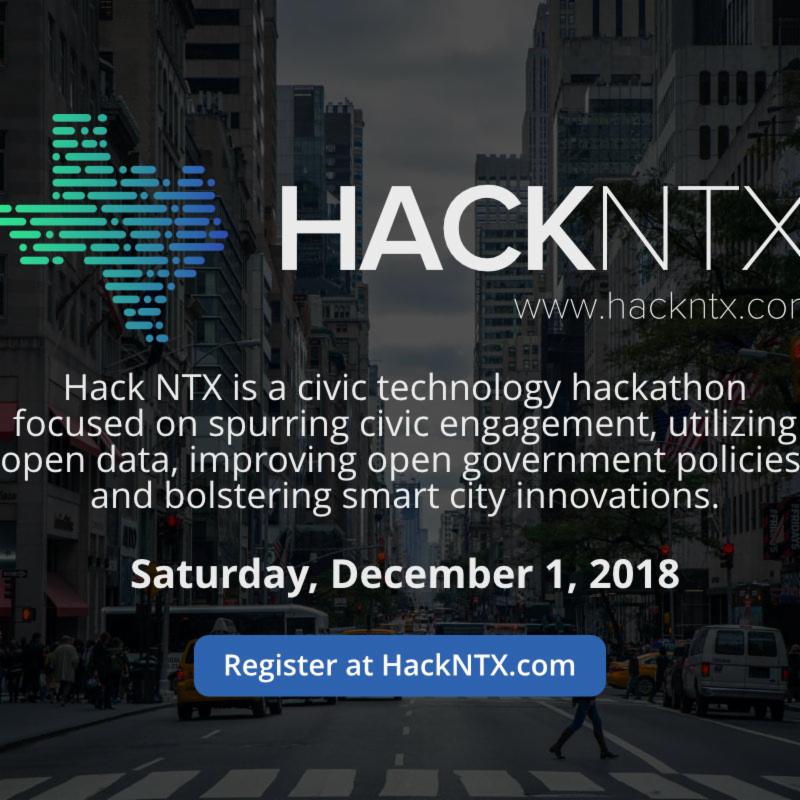 HACKNTX
www.hackntx.com
Hack NTX is a civic technology hackathon
focused on spurring civic engagement, utilizing
open data, improving open government policies
and bolstering smart city innovations.
Saturday, December 1, 2018
Register at HackNTX.com